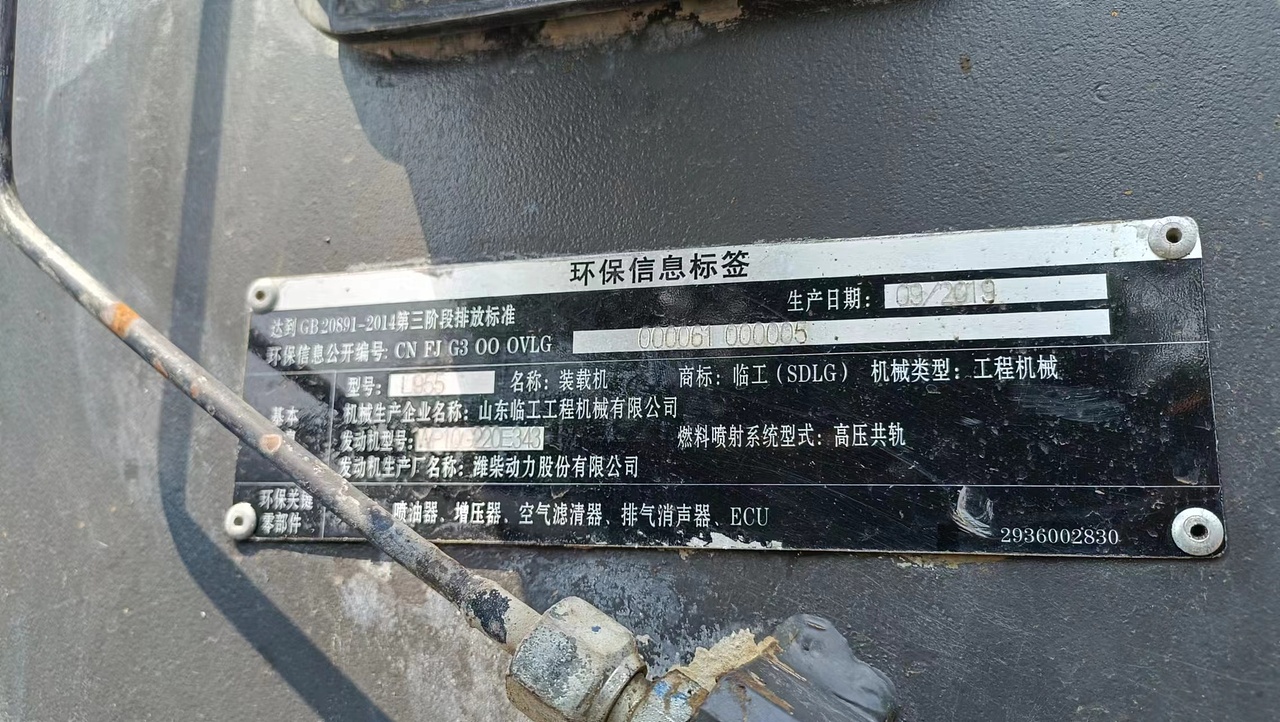 环保信息标签
达到GB 20891-2014第三阶段排放标准 生产日期: 09/2019
环保信息公开编号: CN FJ G3 OO OVLG 000061 000005
型号: L955 名称: 装载机 商标: 临工(SDLG) 机械类型: 工程机械
基本
机械生产企业名称: 山东临工工程机械有限公司
发动机型号: 燃料喷射系统型式: 高压共轨
发动机生产厂名称: 潍柴动力股份有限公司
环保关键
零部件
喷油器、增压器、空气滤清器、排气消声器、ECU
2936002830